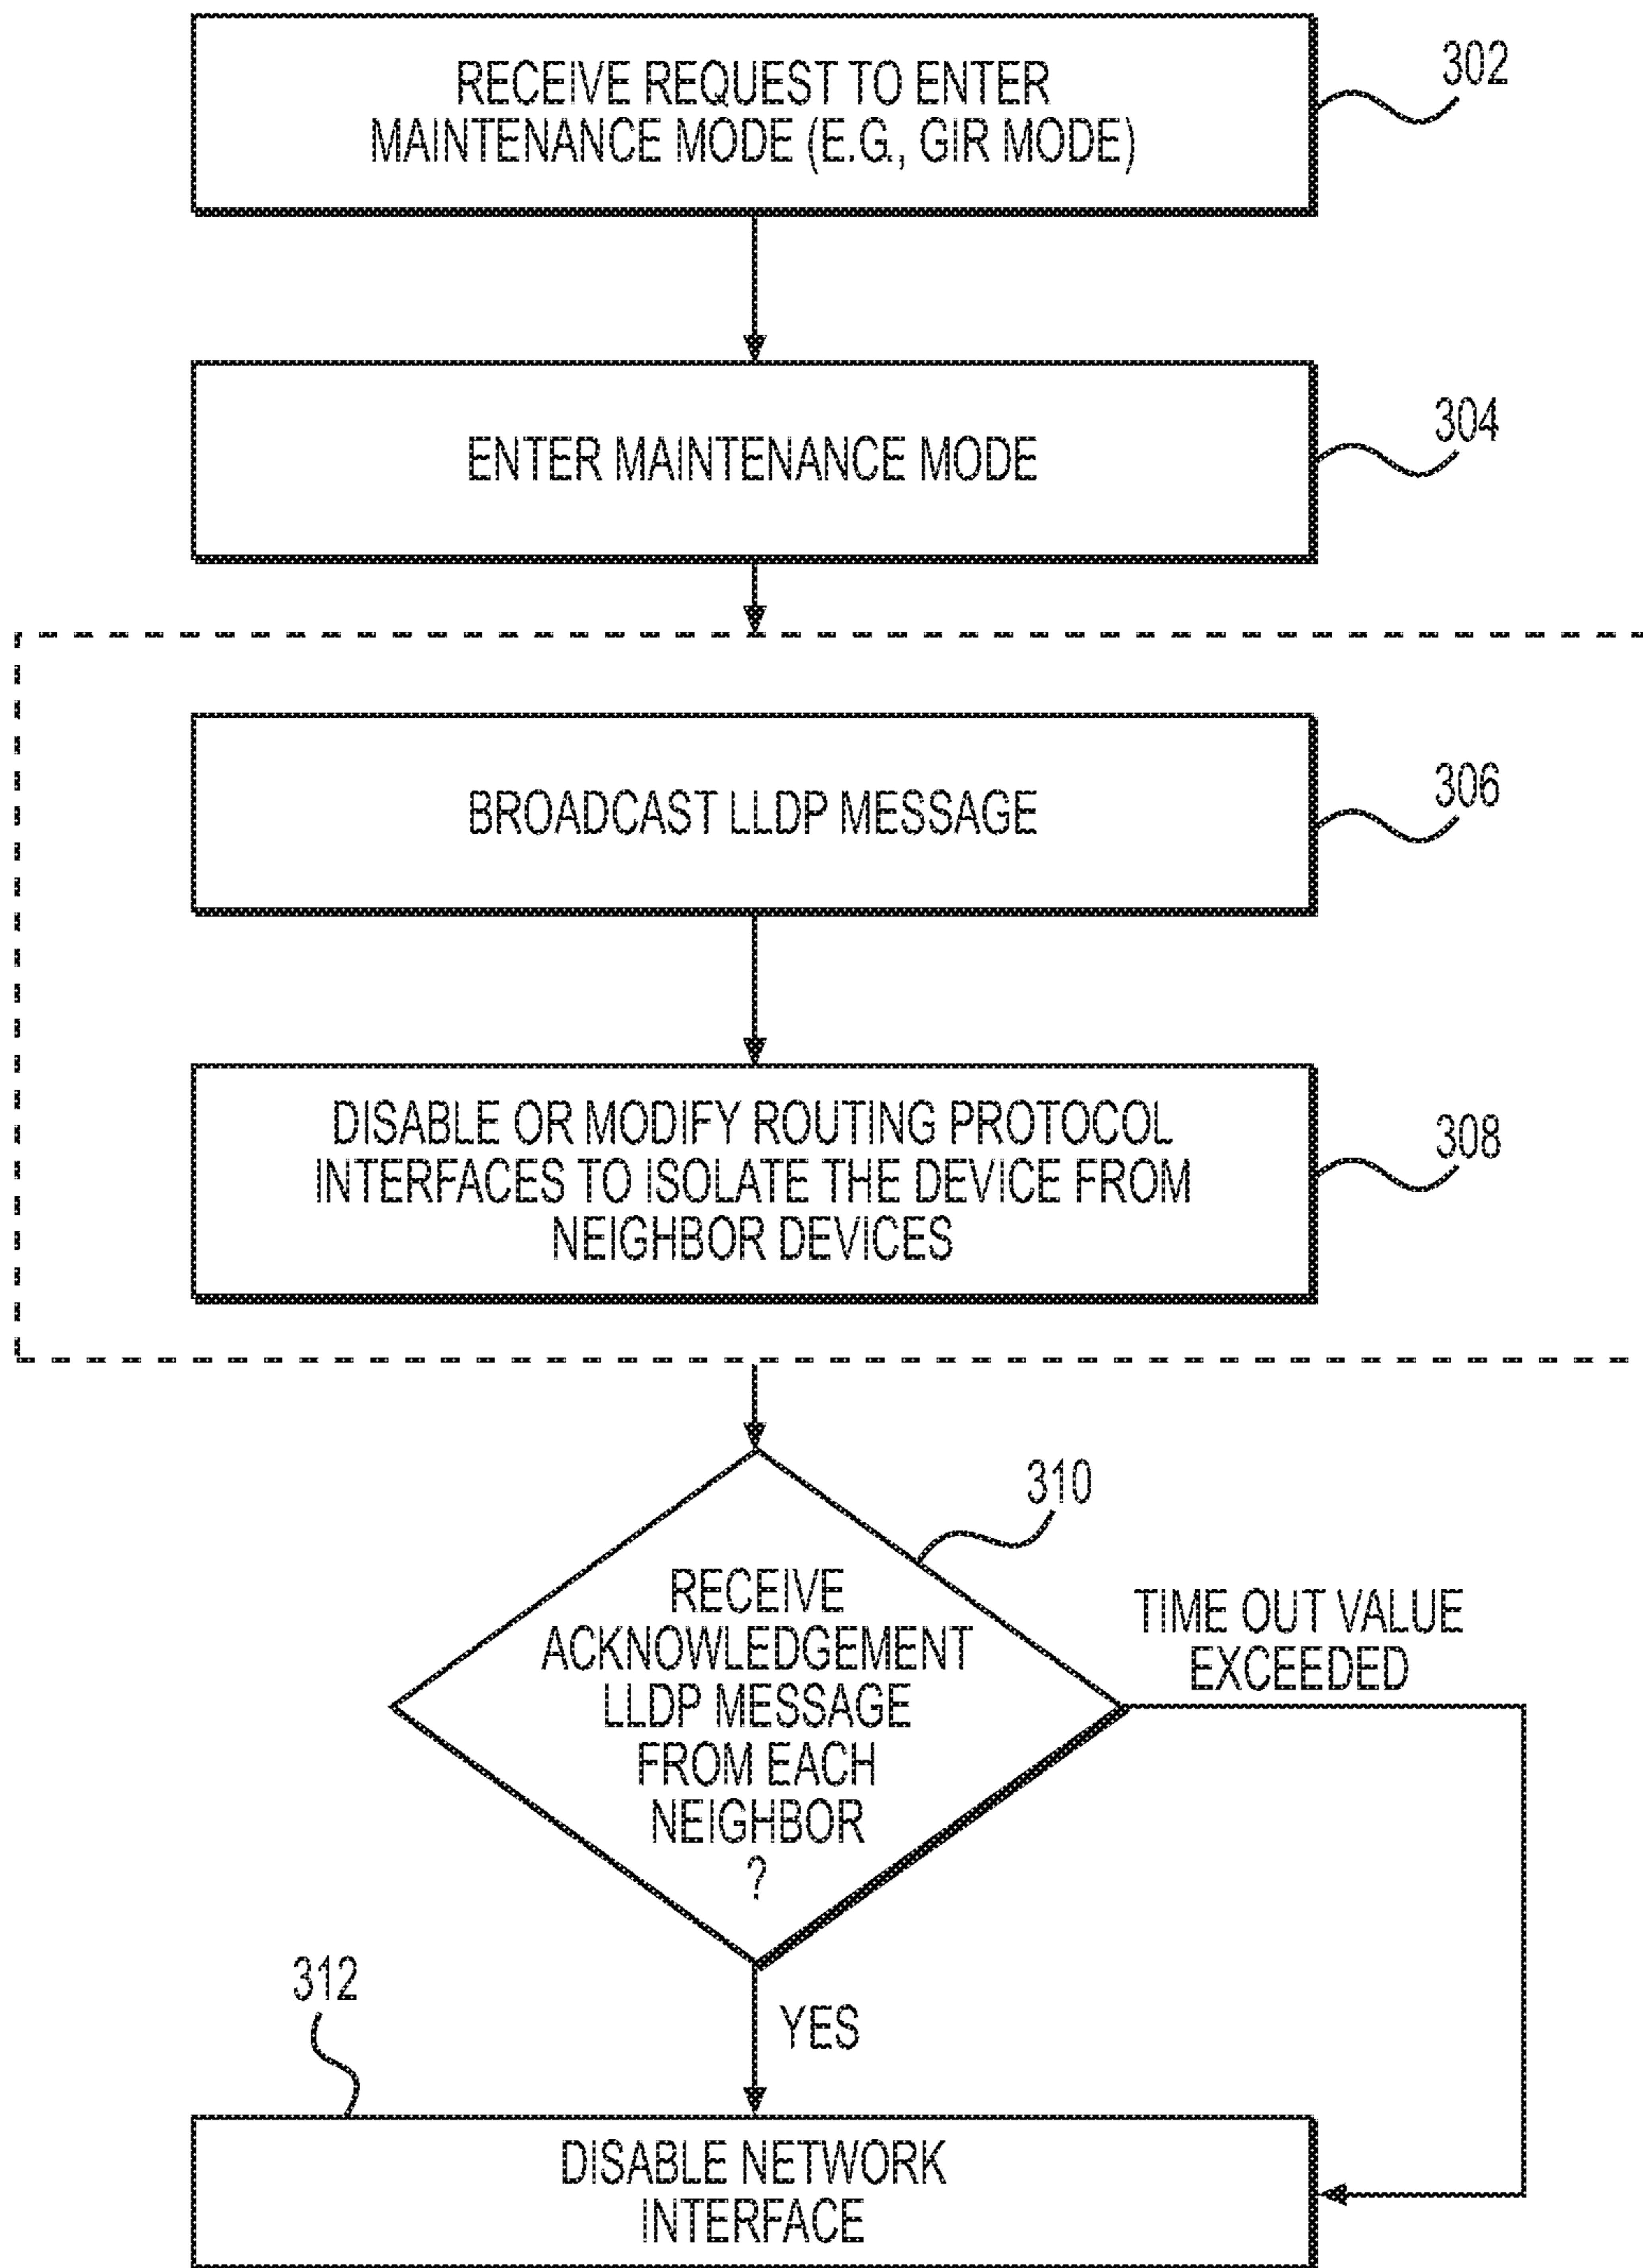 RECEIVE REQUEST TO ENTER
MAINTENANCE MODE (E.G., GIR MODE)
302
ENTER MAINTENANCE MODE
304
BROADCAST LLDP MESSAGE
306
DISABLE OR MODIFY ROUTING PROTOCOL
INTERFACES TO ISOLATE THE DEVICE FROM
NEIGHBOR DEVICES
308
310
RECEIVE
ACKNOWLEDGEMENT
LLDP MESSAGE
FROM EACH
NEIGHBOR
?
TIME OUT VALUE
EXCEEDED
YES
312
DISABLE NETWORK
INTERFACE